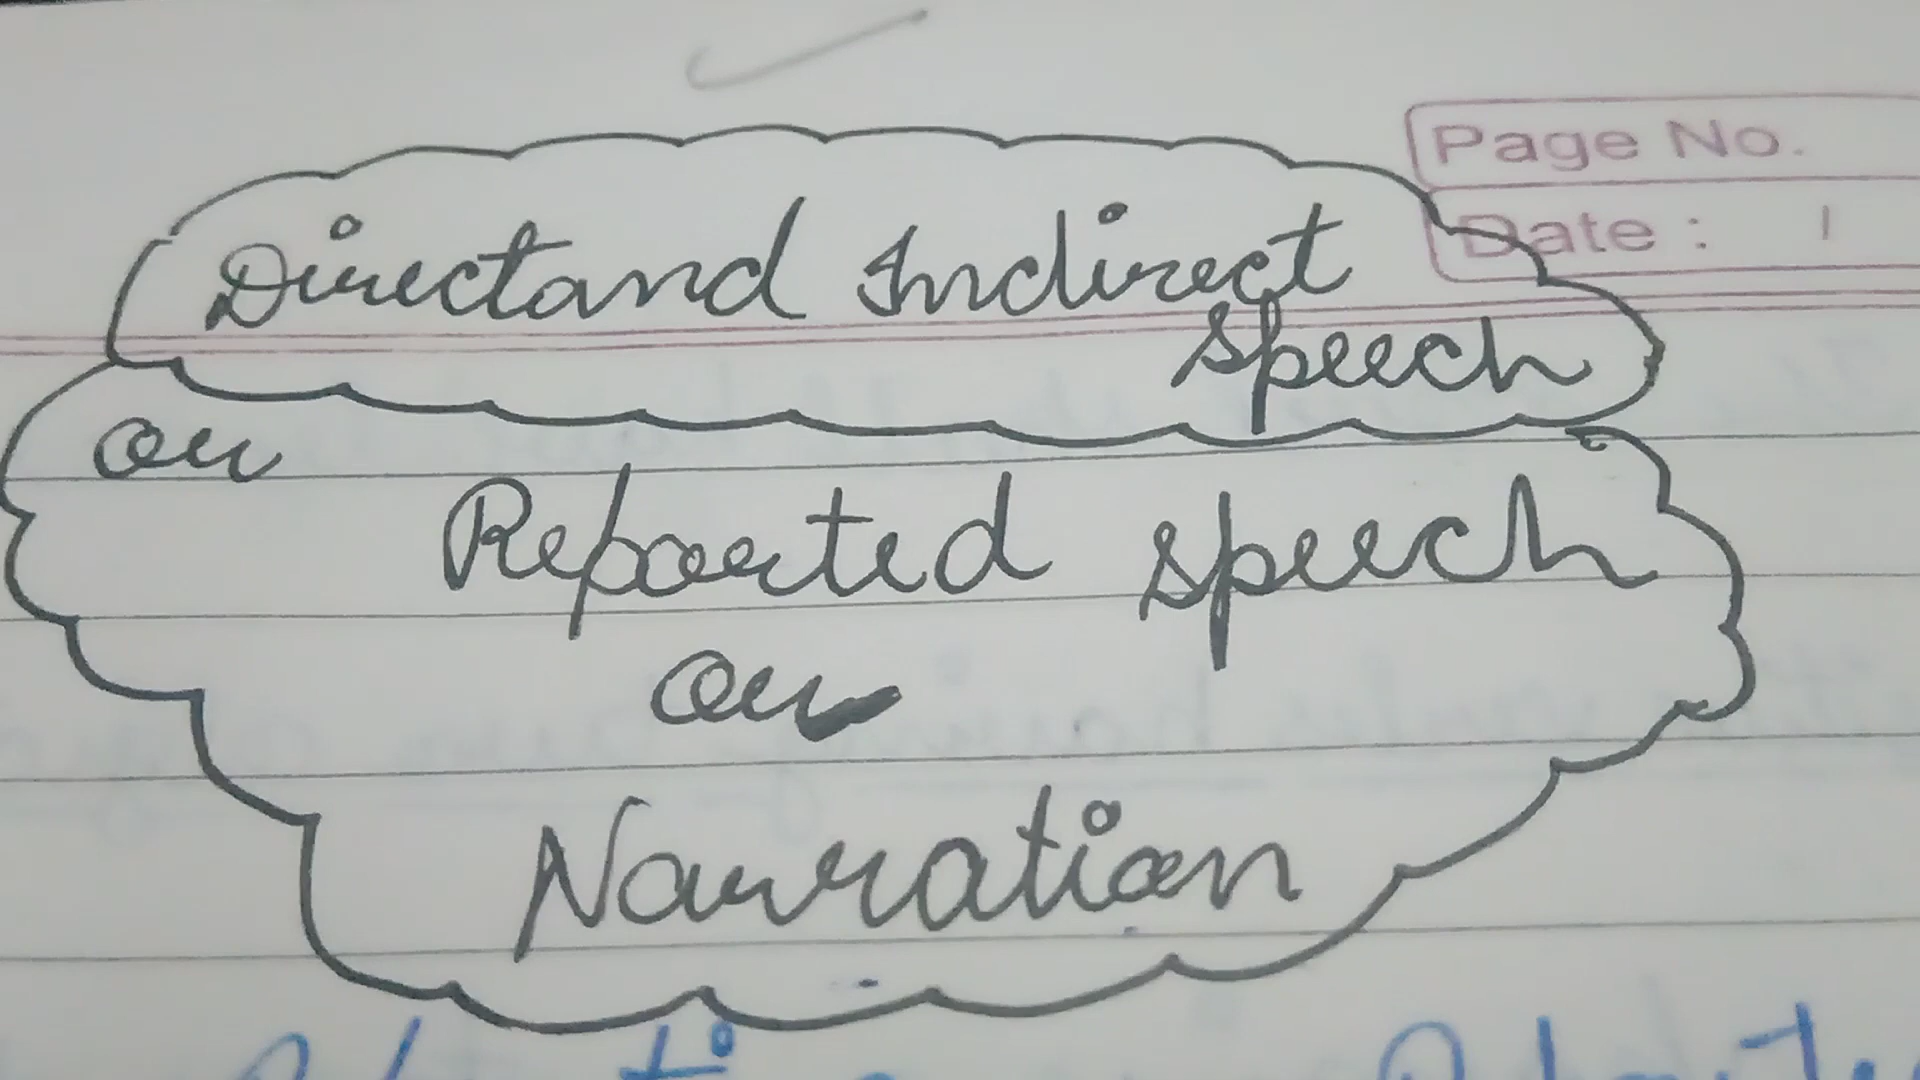 Page No.
Date :
Directand Indirect
Speech
or
Reported speech
or
Narration